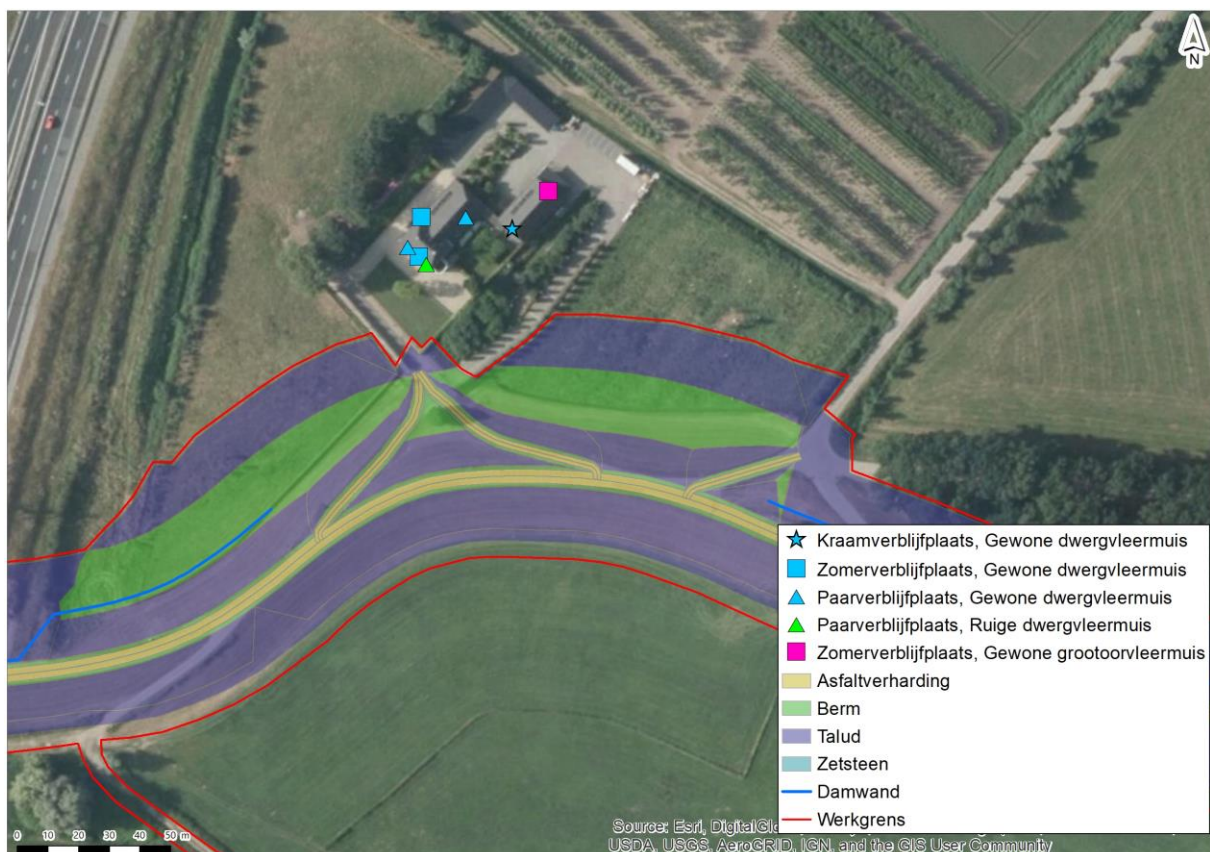 N
Kraamverblijfplaats, Gewone dwergvleermuis
Zomerverblijfplaats, Gewone dwergvleermuis
Paarverblijfplaats, Gewone dwergvleermuis
Paarverblijfplaats, Ruige dwergvleermuis
Zomerverblijfplaats, Gewone grootoorvleermuis
Asfaltverharding
Berm
Talud
Zetsteen
Damwand
Werkgrens
0 10 20 30 40 50 m
Source: Esri,
USDA, USGS, AeroGRID, IGN, and the GIS User Community